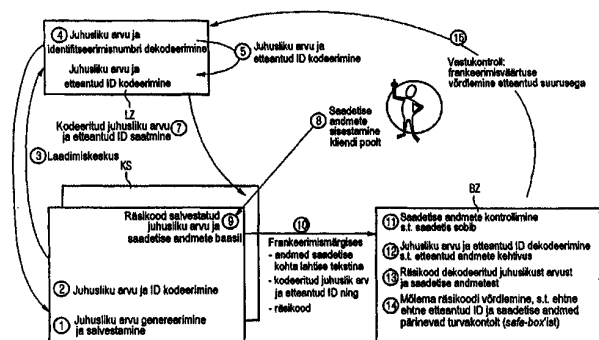 4 Juhusliku arvu ja
identifitseerimisnumbri dekodeerimine
Juhusliku arvu ja
etteantud ID kodeerimine
5 Juhusliku arvu ja
etteantud ID kodeerimine
LZ
Kodeeritud juhusliku arvu 7
ja etteantud ID saatmine
3 Laadimiskeskus
KS
8 Saadetise
andmete
sisestamine
kliendi poolt
15
Vastukontroll:
frankeerimisväärtuse
võrdlemine etteantud suurusega
Räsikood salvestatud 9
juhusliku arvu ja
saadetise andmete baasil
2 Juhusliku arvu ja ID kodeerimine
1 Juhusliku arvu genereerimine
ja salvestamine
10
Frankeerimismärgises
- andmed saadetise
kohta lahtise tekstina
- kodeeritud juhuslik arv
ja etteantud ID ning
- räsikood
BZ
11 Saadetise andmete kontrollimine
s.t. saadetis sobib
12 Juhusliku arvu ja etteantud ID dekodeerimine
s.t. etteantud andmete kehtivus
13 Räsikood dekodeeritud juhuslikust arvust
ja saadetise andmetest
14 Mõlema räsikoodi võrdlemine, s.t. ehtne
ehtne etteantud ID ja saadetise andmed
pärinevad turvakontolt (safe-box'ist)